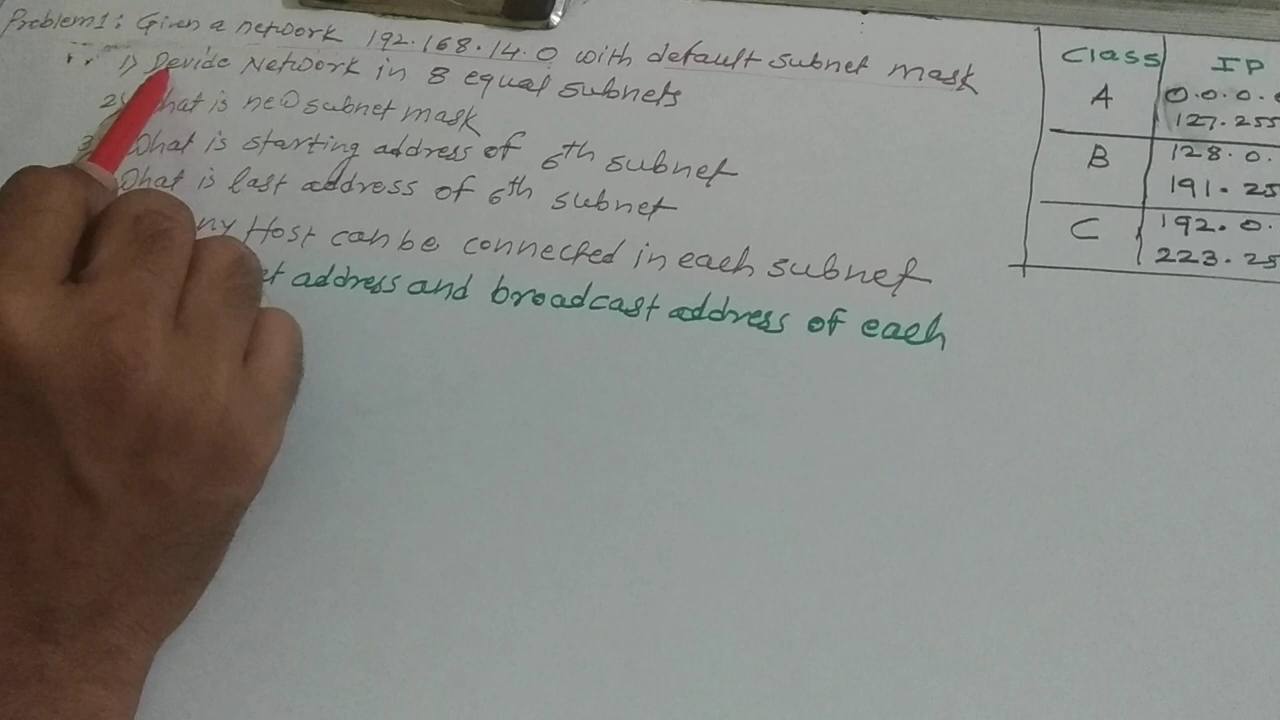 Problem1: Given a network 192.168.14.0 with default subnet mask
1) Devide Network in 8 equal subnets
2) What is new subnet mask
3 What is starting address of 6th subnet
What is last address of 6th subnet
ny Host can be connected in each subnet
et address and broadcast address of each
Class IP
A 0.0.0.
127.255
B 128.0.
191.25
C 192.0.
223.25